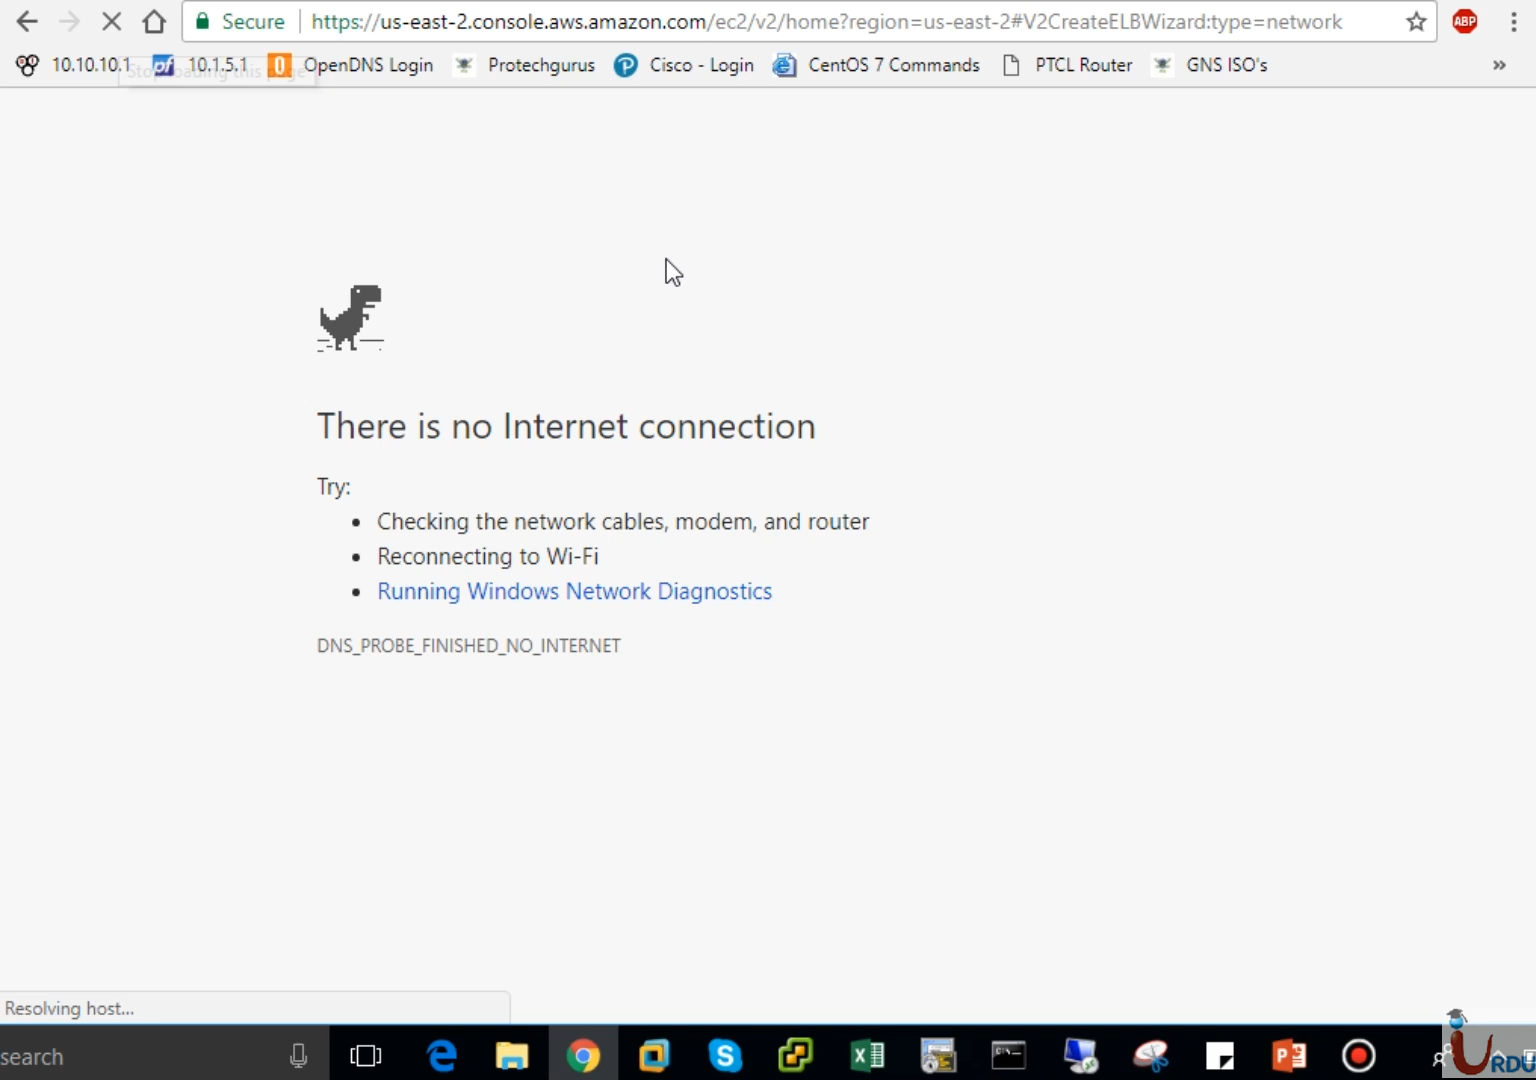 Secure https://us-east-2.console.aws.amazon.com/ec2/v2/home?region=us-east-2#V2CreateELBWizard:type=network ABP
10.10.10.1 pf 10.1.5.1 OpenDNS Login Protechgurus Cisco - Login CentOS 7 Commands PTCL Router GNS ISO's »
There is no Internet connection
Try:
• Checking the network cables, modem, and router
• Reconnecting to Wi-Fi
• Running Windows Network Diagnostics
DNS_PROBE_FINISHED_NO_INTERNET
Resolving host...
search
URDU